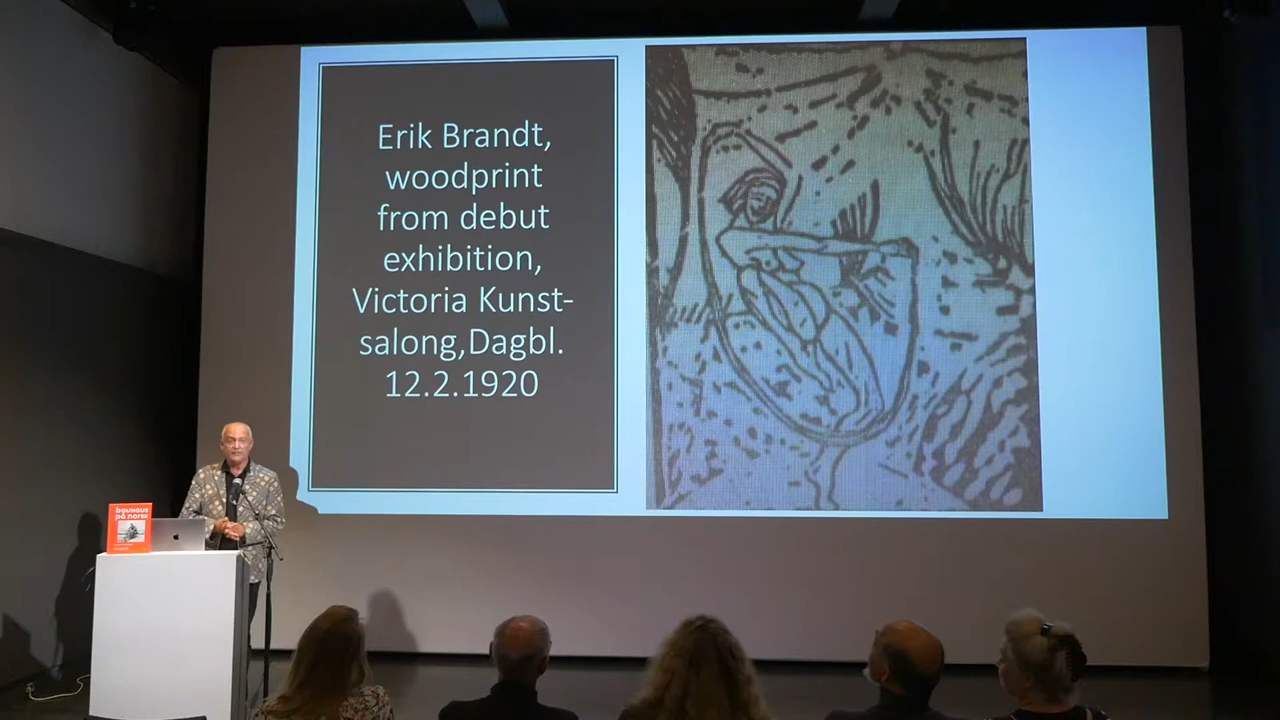 Erik Brandt,
woodprint
from debut
exhibition,
Victoria Kunst-
salong,Dagbl.
12.2.1920
bauhaus
på norsk